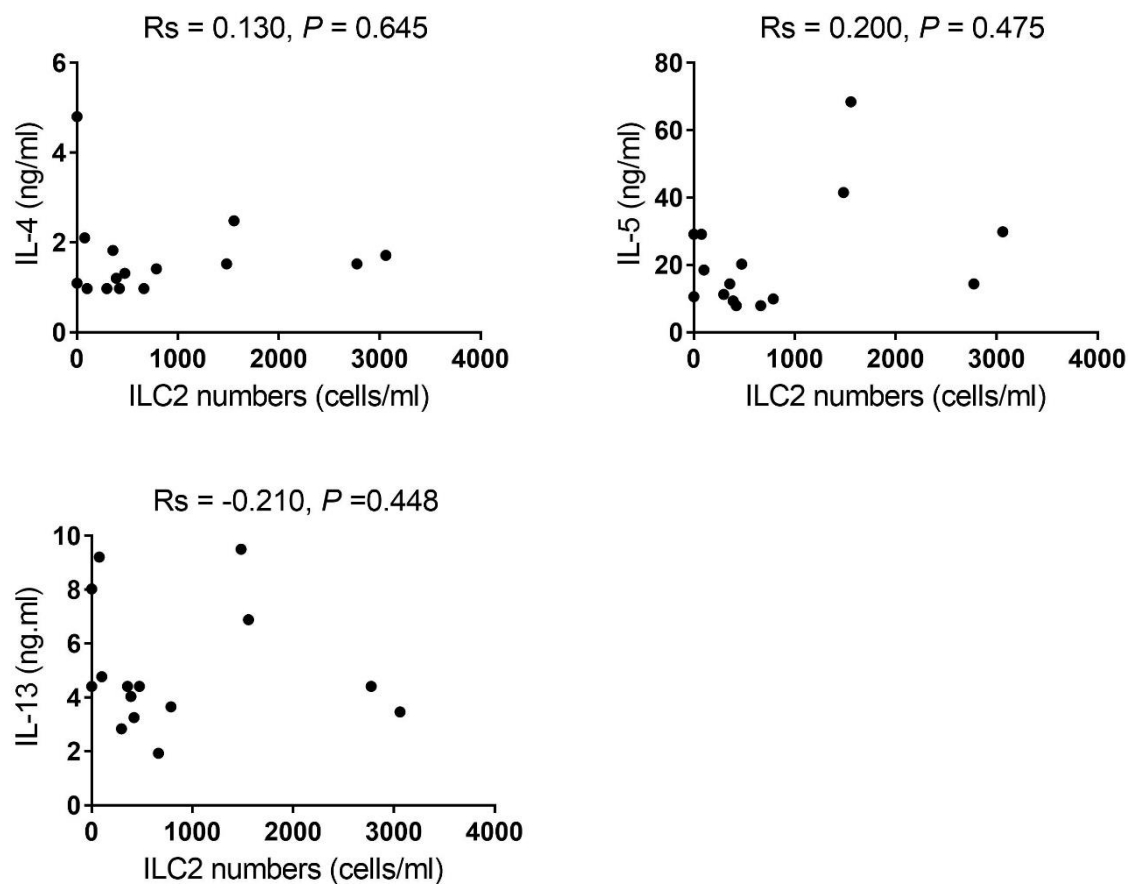 Rs = 0.130, P = 0.645
6
4
2
0
IL-4 (ng/ml)
0 1000 2000 3000 4000
ILC2 numbers (cells/ml)
Rs = 0.200, P = 0.475
80
60
40
20
0
IL-5 (ng/ml)
0 1000 2000 3000 4000
ILC2 numbers (cells/ml)
Rs = -0.210, P =0.448
10
8
6
4
2
0
IL-13 (ng.ml)
0 1000 2000 3000 4000
ILC2 numbers (cells/ml)